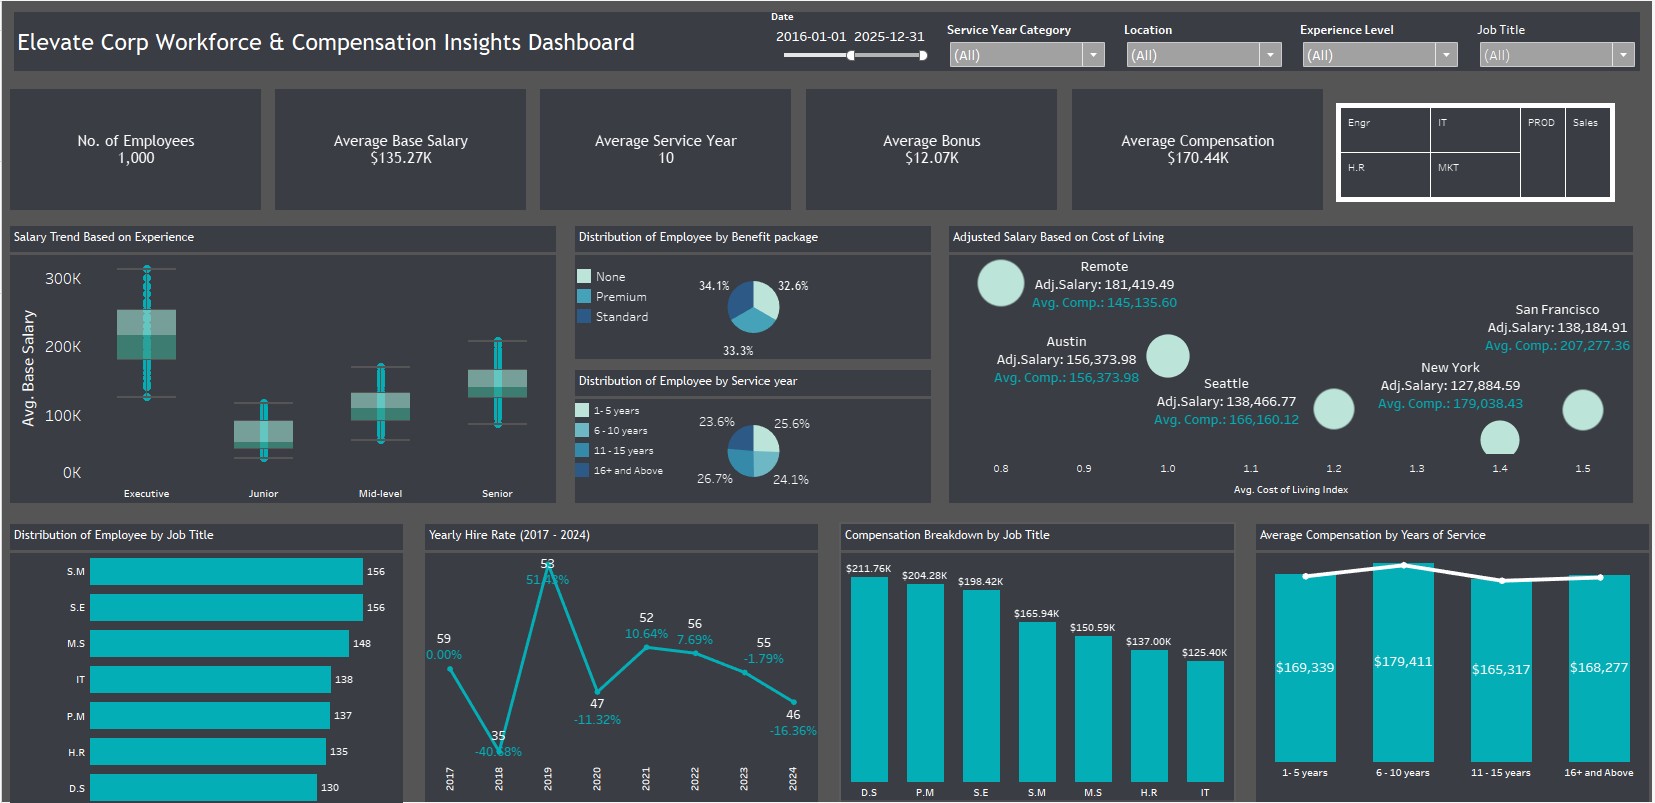 Elevate Corp Workforce & Compensation Insights Dashboard
Date
2016-01-01 2025-12-31
Service Year Category
(All)
Location
(All)
Experience Level
(All)
Job Title
(All)
No. of Employees
1,000
Average Base Salary
$135.27K
Average Service Year
10
Average Bonus
$12.07K
Average Compensation
$170.44K
Engr
IT
PROD
Sales
H.R
MKT
Salary Trend Based on Experience
Avg. Base Salary
300K
200K
100K
0K
Executive
Junior
Mid-level
Senior
Distribution of Employee by Benefit package
None
Premium
Standard
34.1%
32.6%
33.3%
Distribution of Employee by Service year
1- 5 years
6 - 10 years
11 - 15 years
16+ and Above
23.6%
25.6%
26.7%
24.1%
Adjusted Salary Based on Cost of Living
Remote
Adj.Salary: 181,419.49
Avg. Comp.: 145,135.60
Austin
Adj.Salary: 156,373.98
Avg. Comp.: 156,373.98
Seattle
Adj.Salary: 138,466.77
Avg. Comp.: 166,160.12
New York
Adj.Salary: 127,884.59
Avg. Comp.: 179,038.43
San Francisco
Adj.Salary: 138,184.91
Avg. Comp.: 207,277.36
0.8
0.9
1.0
1.1
1.2
1.3
1.4
1.5
Avg. Cost of Living Index
Distribution of Employee by Job Title
S.M
156
S.E
156
M.S
148
IT
138
P.M
137
H.R
135
D.S
130
Yearly Hire Rate (2017 - 2024)
59
0.00%
35
-40.68%
53
51.43%
47
-11.32%
52
10.64%
56
7.69%
55
-1.79%
46
-16.36%
2017
2018
2019
2020
2021
2022
2023
2024
Compensation Breakdown by Job Title
$211.76K
$204.28K
$198.42K
$165.94K
$150.59K
$137.00K
$125.40K
D.S
P.M
S.E
S.M
M.S
H.R
IT
Average Compensation by Years of Service
$169,339
$179,411
$165,317
$168,277
1- 5 years
6 - 10 years
11 - 15 years
16+ and Above